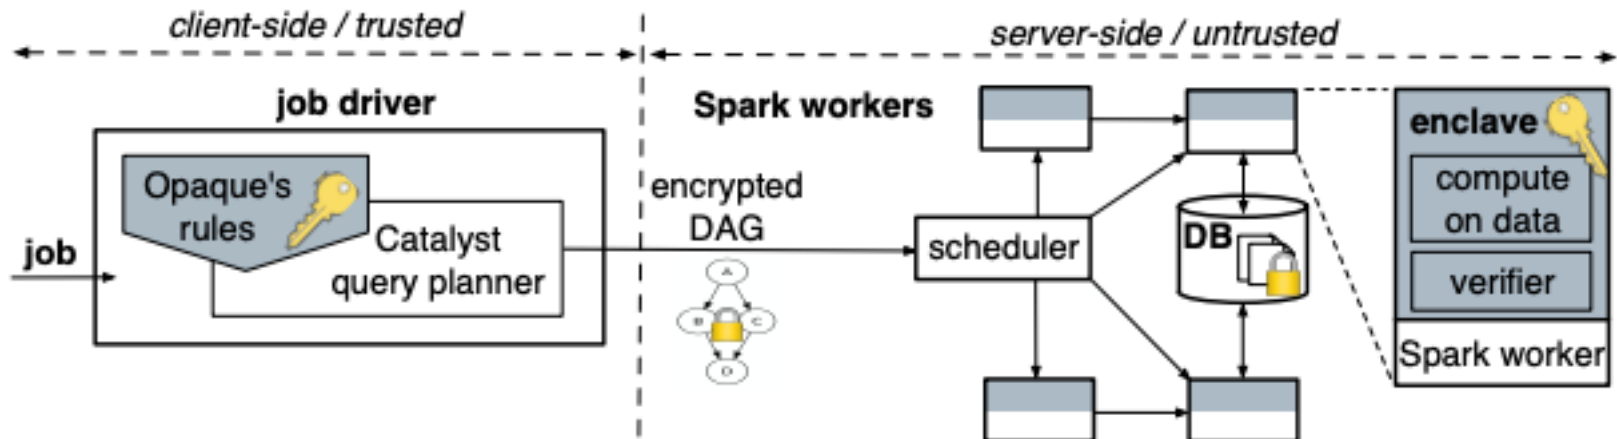 client-side / trusted
server-side / untrusted
job driver
Spark workers
job
Opaque's
rules
Catalyst
query planner
encrypted
DAG
A
B
C
D
scheduler
DB
enclave
compute
on data
verifier
Spark worker